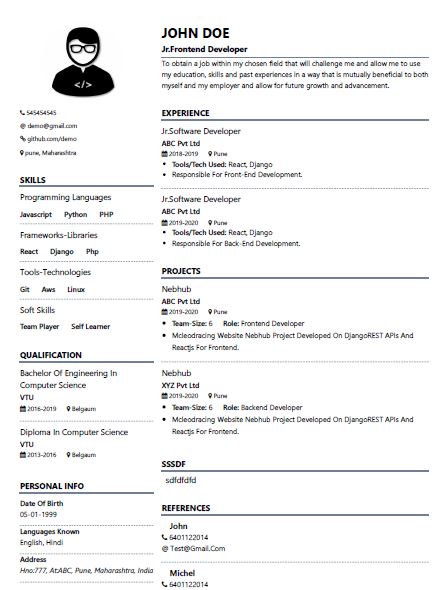 JOHN DOE
Jr.Frontend Developer
To obtain a job within my chosen field that will challenge me and allow me to use
my education, skills and past experiences in a way that is mutually beneficial to both
myself and my employer and allow for future growth and advancement.
</>
545454545
@ demo@gmail.com
github.com/demo
pune, Maharashtra
SKILLS
Programming Languages
Javascript Python PHP
Frameworks-Libraries
React Django Php
Tools-Technologies
Git Aws Linux
Soft Skills
Team Player Self Learner
QUALIFICATION
Bachelor Of Engineering In
Computer Science
VTU
2016-2019 Belgaum
Diploma In Computer Science
VTU
2013-2016 Belgaum
PERSONAL INFO
Date Of Birth
05-01-1999
Languages Known
English, Hindi
Address
Hno:777, At:ABC, Pune, Maharashtra, India
EXPERIENCE
Jr.Software Developer
ABC Pvt Ltd
2018-2019 Pune
• Tools/Tech Used: React, Django
• Responsible For Front-End Development.
Jr.Software Developer
ABC Pvt Ltd
2019-2020 Pune
• Tools/Tech Used: React, Django
• Responsible For Back-End Development.
PROJECTS
Nebhub
ABC Pvt Ltd
2019-2020 Pune
• Team-Size: 6 Role: Frontend Developer
• Mcleodracing Website Nebhub Project Developed On DjangoREST APIs And
Reactjs For Frontend.
Nebhub
XYZ Pvt Ltd
2019-2020 Pune
• Team-Size: 6 Role: Backend Developer
• Mcleodracing Website Nebhub Project Developed On DjangoREST APIs And
Reactjs For Frontend.
SSSDF
sdfdfdfd
REFERENCES
John
6401122014
@ Test@Gmail.Com
Michel
6401122014